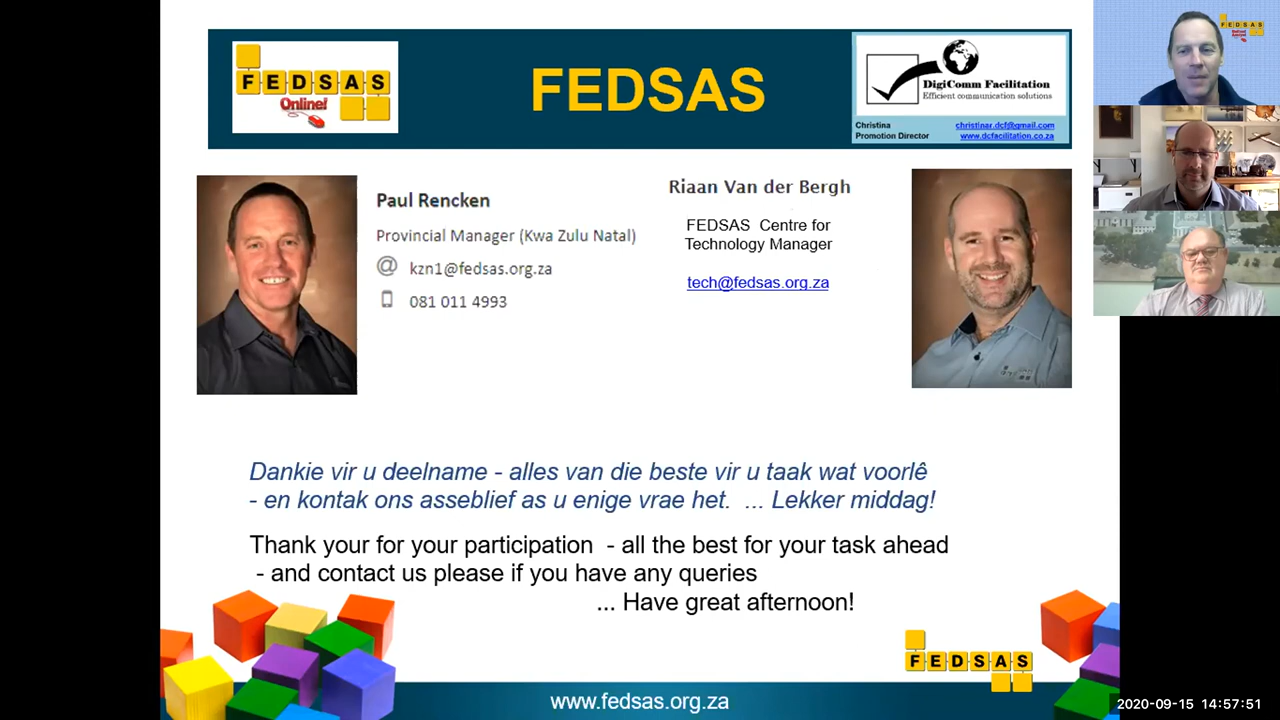 FEDSAS
Online!
FEDSAS
DigiComm Facilitation
Efficient communication solutions
Christina
Promotion Director
christinar.dcf@gmail.com
www.dcfacilitation.co.za
Paul Rencken
Provincial Manager (Kwa Zulu Natal)
@ kzn1@fedsas.org.za
081 011 4993
Riaan Van der Bergh
FEDSAS Centre for
Technology Manager
tech@fedsas.org.za
Dankie vir u deelname - alles van die beste vir u taak wat voorlê
- en kontak ons asseblief as u enige vrae het. ... Lekker middag!
Thank your for your participation - all the best for your task ahead
- and contact us please if you have any queries
... Have great afternoon!
FEDSAS
www.fedsas.org.za
FEDSAS
2020-09-15 14:57:51